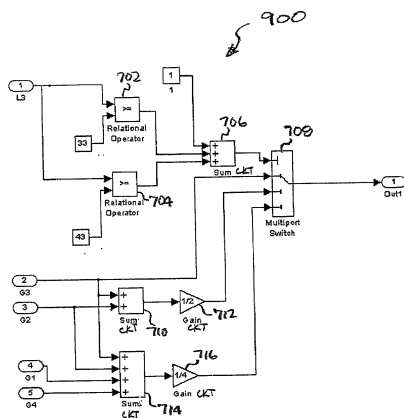 900
702
1
L3
>=
1
1
706
Relational
Operator
33
+
+
+
708
Sum CKT
>=
704
Relational
Operator
43
1
Out1
Multiport
Switch
2
G3
3
G2
+
+
1/2
Sum
CKT
710
Gain
CKT
712
4
G1
5
G4
+
+
+
+
716
1/4
Gain CKT
Sum
CKT
714